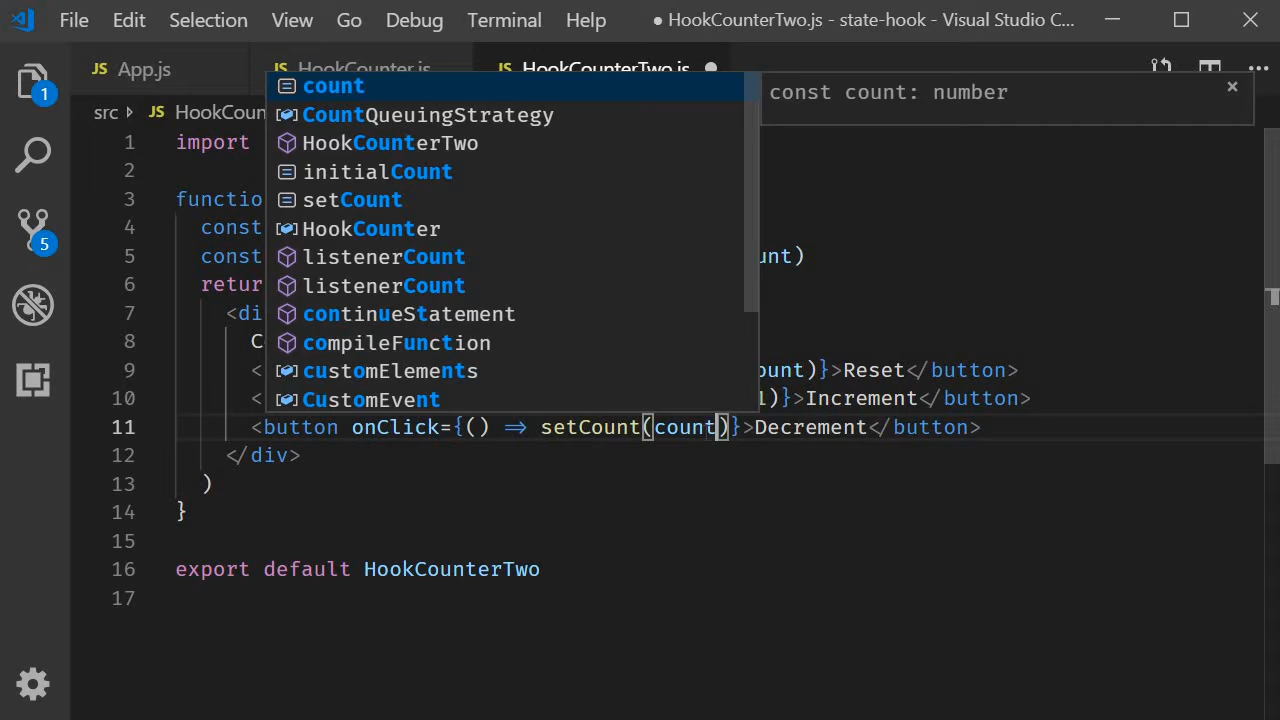 File Edit Selection View Go Debug Terminal Help ● HookCounterTwo.js - state-hook - Visual Studio C...
JS App.js JS HookCounter.js JS HookCounterTwo.js
1
5
src JS HookCoun
count
CountQueuingStrategy
HookCounterTwo
initialCount
setCount
HookCounter
listenerCount
listenerCount
continueStatement
compileFunction
customElements
CustomEvent
const count: number ×
1 import
2
3 functio
4 const
5 const unt)
6 retur
7 <di
8 C
9 < ount)}>Reset</button>
10 < 1)}>Increment</button>
11 <button onClick={() => setCount(count)}>Decrement</button>
12 </div>
13 )
14 }
15
16 export default HookCounterTwo
17